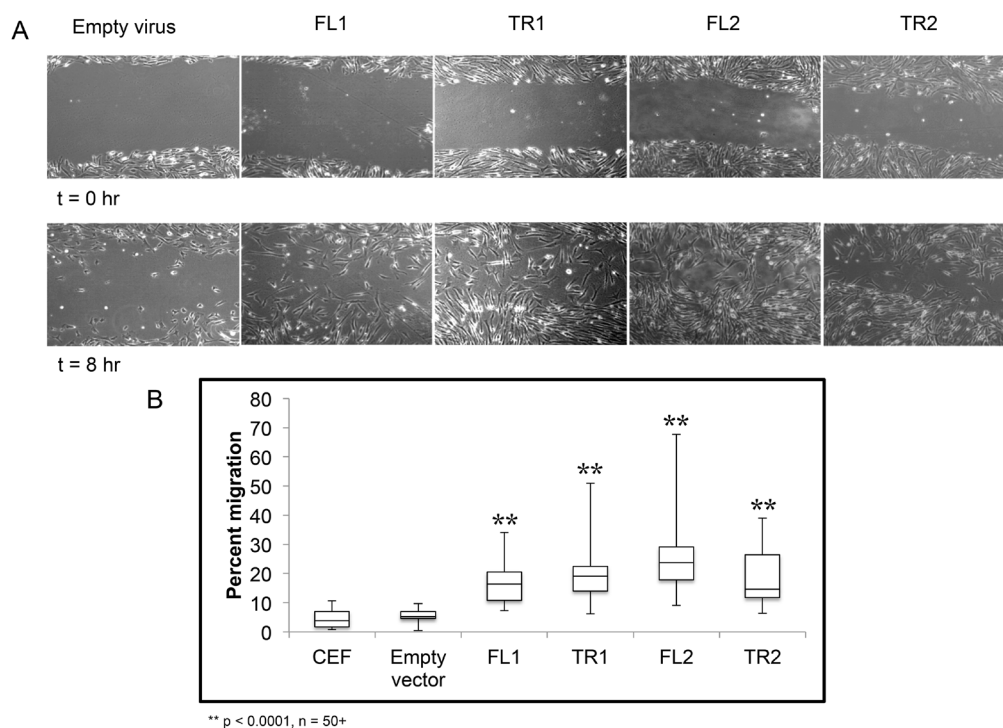 A
Empty virus FL1 TR1 FL2 TR2
t = 0 hr
t = 8 hr
B
80
70
60
50
40
30
20
10
0
Percent migration
** ** ** **
CEF Empty vector FL1 TR1 FL2 TR2
** p < 0.0001, n = 50+